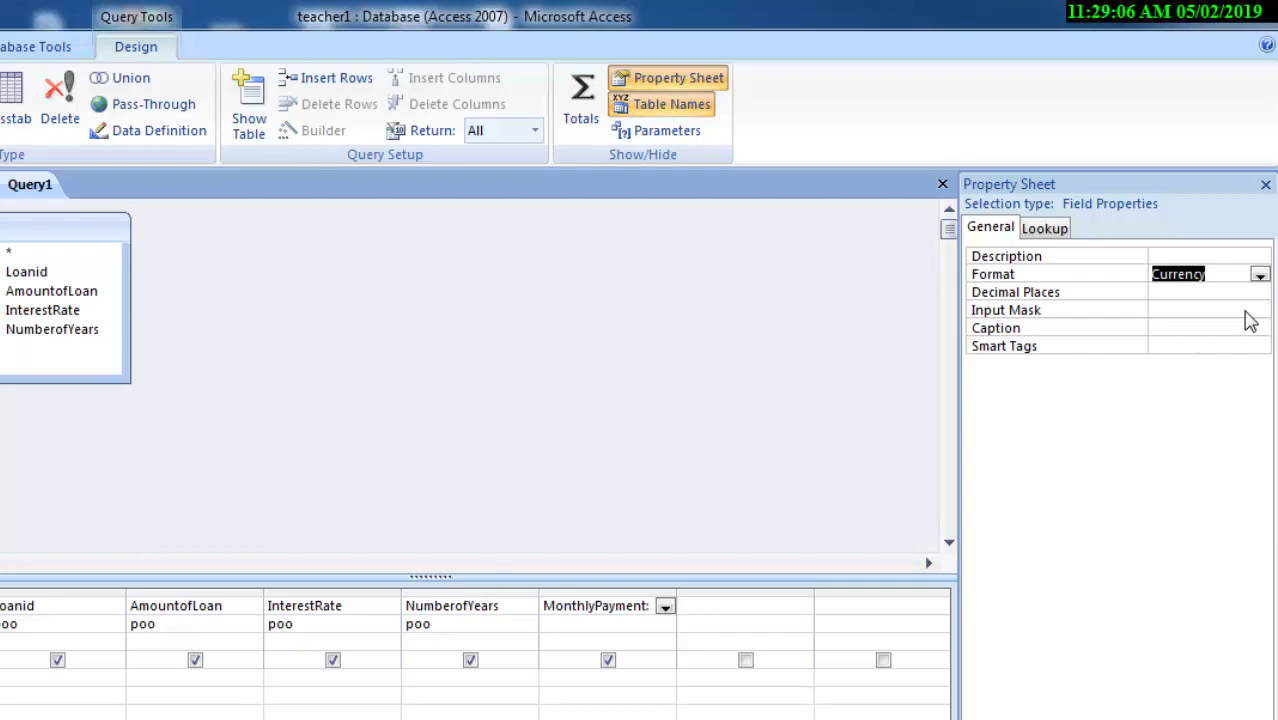 Query Tools
teacher1 : Database (Access 2007) - Microsoft Access
11:29:06 AM 05/02/2019
abase Tools
Design
sstab
Delete
Union
Pass-Through
Data Definition
Type
Show
Table
Insert Rows
Delete Rows
Builder
Insert Columns
Delete Columns
Return: All
Query Setup
Σ
Totals
Property Sheet
Table Names
Parameters
Show/Hide
Query1
*
Loanid
AmountofLoan
InterestRate
NumberofYears
Property Sheet
Selection type: Field Properties
General Lookup
Description
Format Currency
Decimal Places
Input Mask
Caption
Smart Tags
oanid AmountofLoan InterestRate NumberofYears MonthlyPayment:
oo poo poo poo